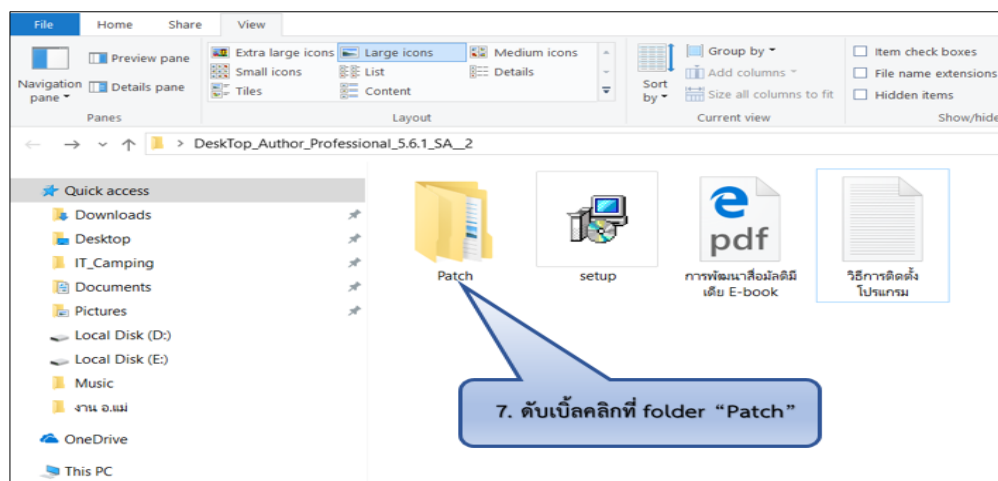 File Home Share View
Preview pane
Navigation pane
Details pane
Panes
Extra large icons Large icons Medium icons
Small icons List Details
Tiles Content
Layout
Sort by
Group by
Add columns
Size all columns to fit
Current view
Item check boxes
File name extensions
Hidden items
Show/hide
DeskTop_Author_Professional_5.6.1_SA__2
Quick access
Downloads
Desktop
IT_Camping
Documents
Pictures
Local Disk (D:)
Local Disk (E:)
Music
งาน อ.แม่
OneDrive
This PC
Patch
setup
e
pdf
การพัฒนาสื่อมัลติมี
เดีย E-book
วิธีการติดตั้ง
โปรแกรม
7. ดับเบิ้ลคลิกที่ folder “Patch”